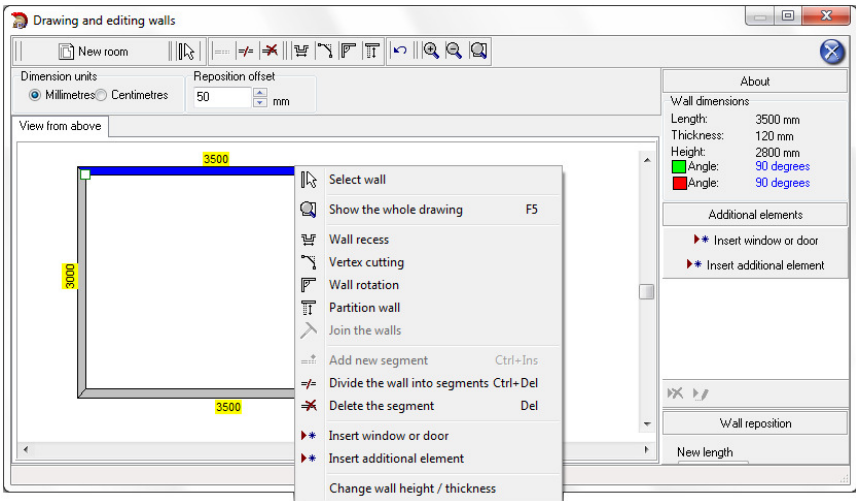 Drawing and editing walls
New room
Dimension units
Millimetres
Centimetres
Reposition offset
50
mm
View from above
3500
3000
3500
Select wall
Show the whole drawing F5
Wall recess
Vertex cutting
Wall rotation
Partition wall
Join the walls
Add new segment Ctrl+Ins
Divide the wall into segments Ctrl+Del
Delete the segment Del
Insert window or door
Insert additional element
Change wall height / thickness
About
Wall dimensions
Length: 3500 mm
Thickness: 120 mm
Height: 2800 mm
Angle: 90 degrees
Angle: 90 degrees
Additional elements
Insert window or door
Insert additional element
Wall reposition
New length